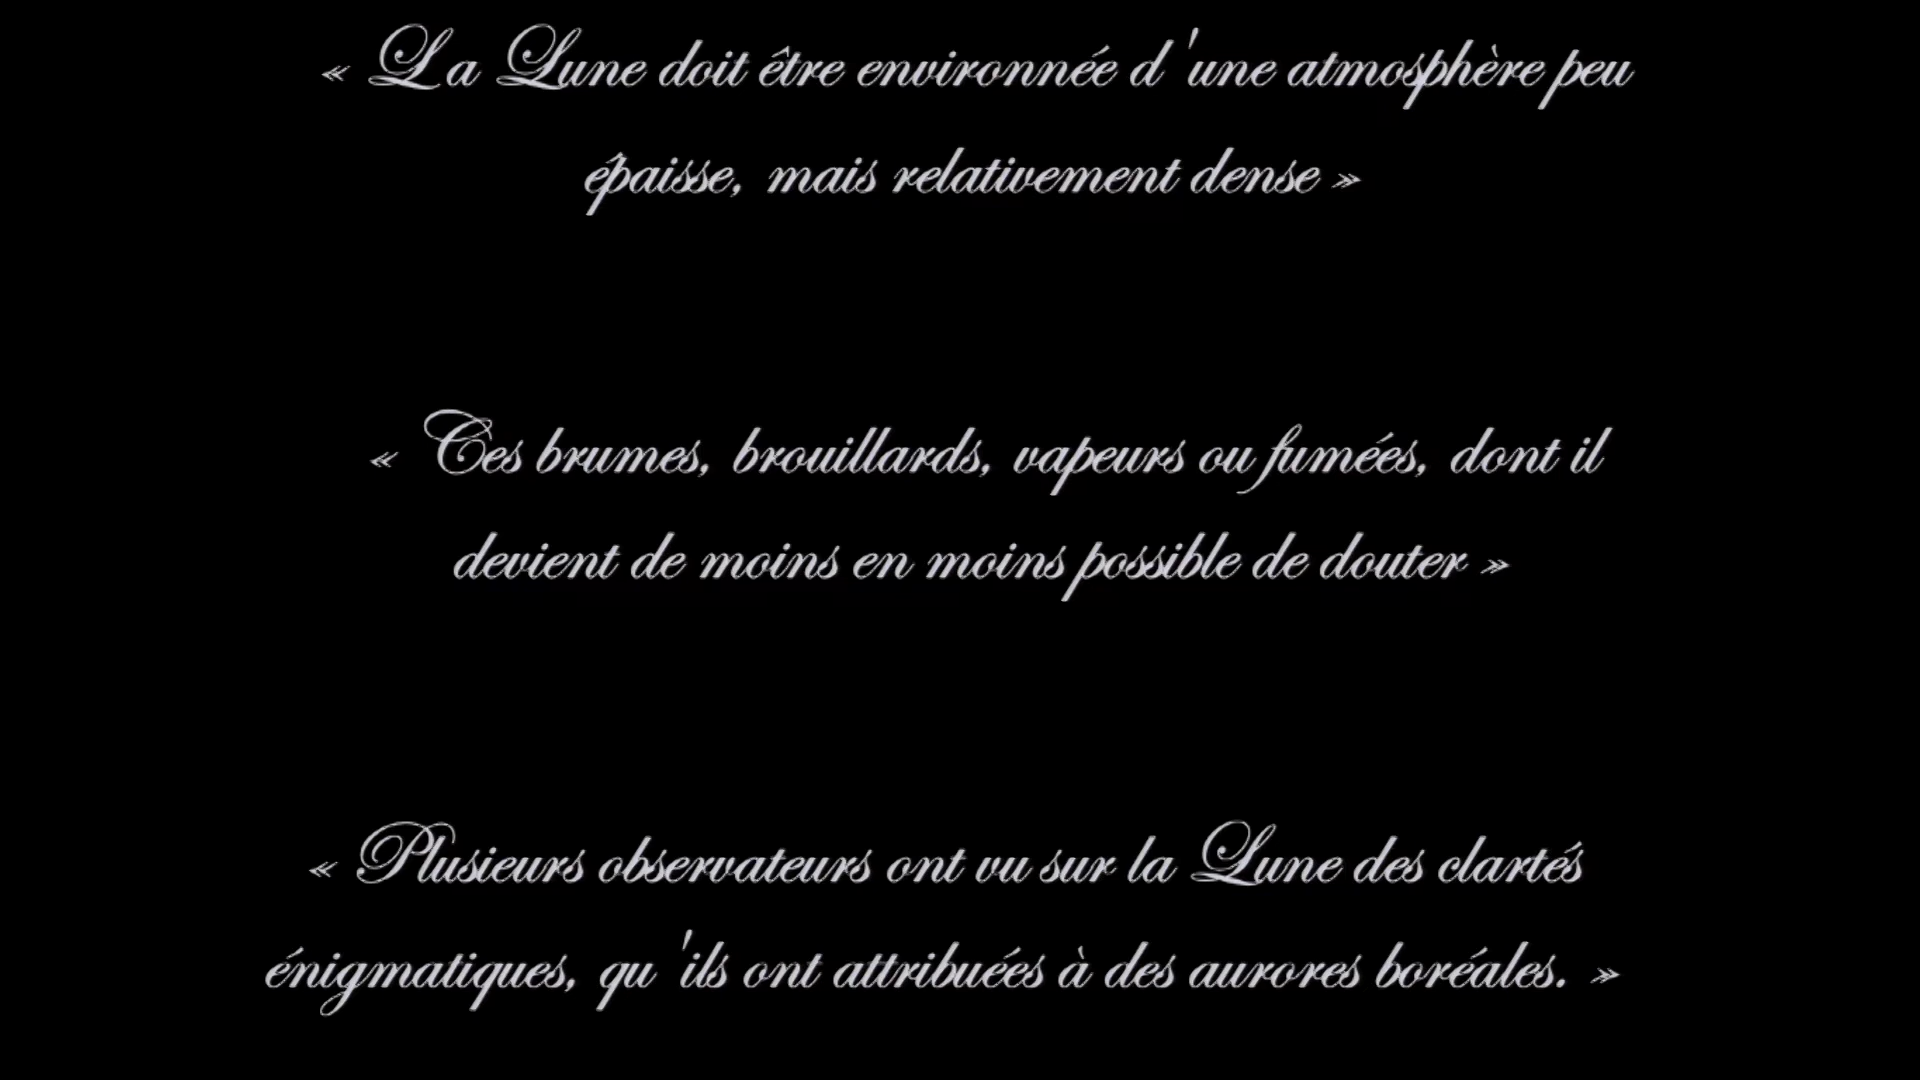 « La Lune doit être environnée d'une atmosphère peu
épaisse, mais relativement dense »
« Ces brumes, brouillards, vapeurs ou fumées, dont il
devient de moins en moins possible de douter »
« Plusieurs observateurs ont vu sur la Lune des clartés
énigmatiques, qu'ils ont attribuées à des aurores boréales. »